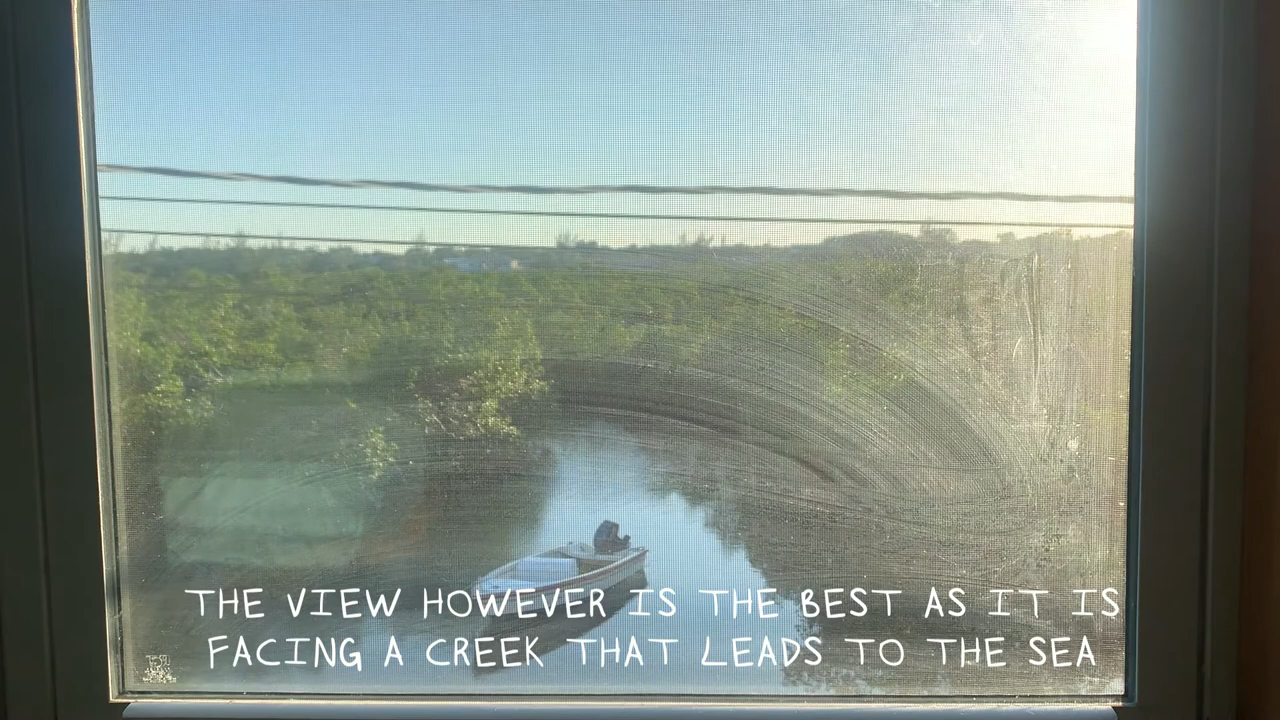 THE VIEW HOWEVER IS THE BEST AS IT IS
FACING A CREEK THAT LEADS TO THE SEA